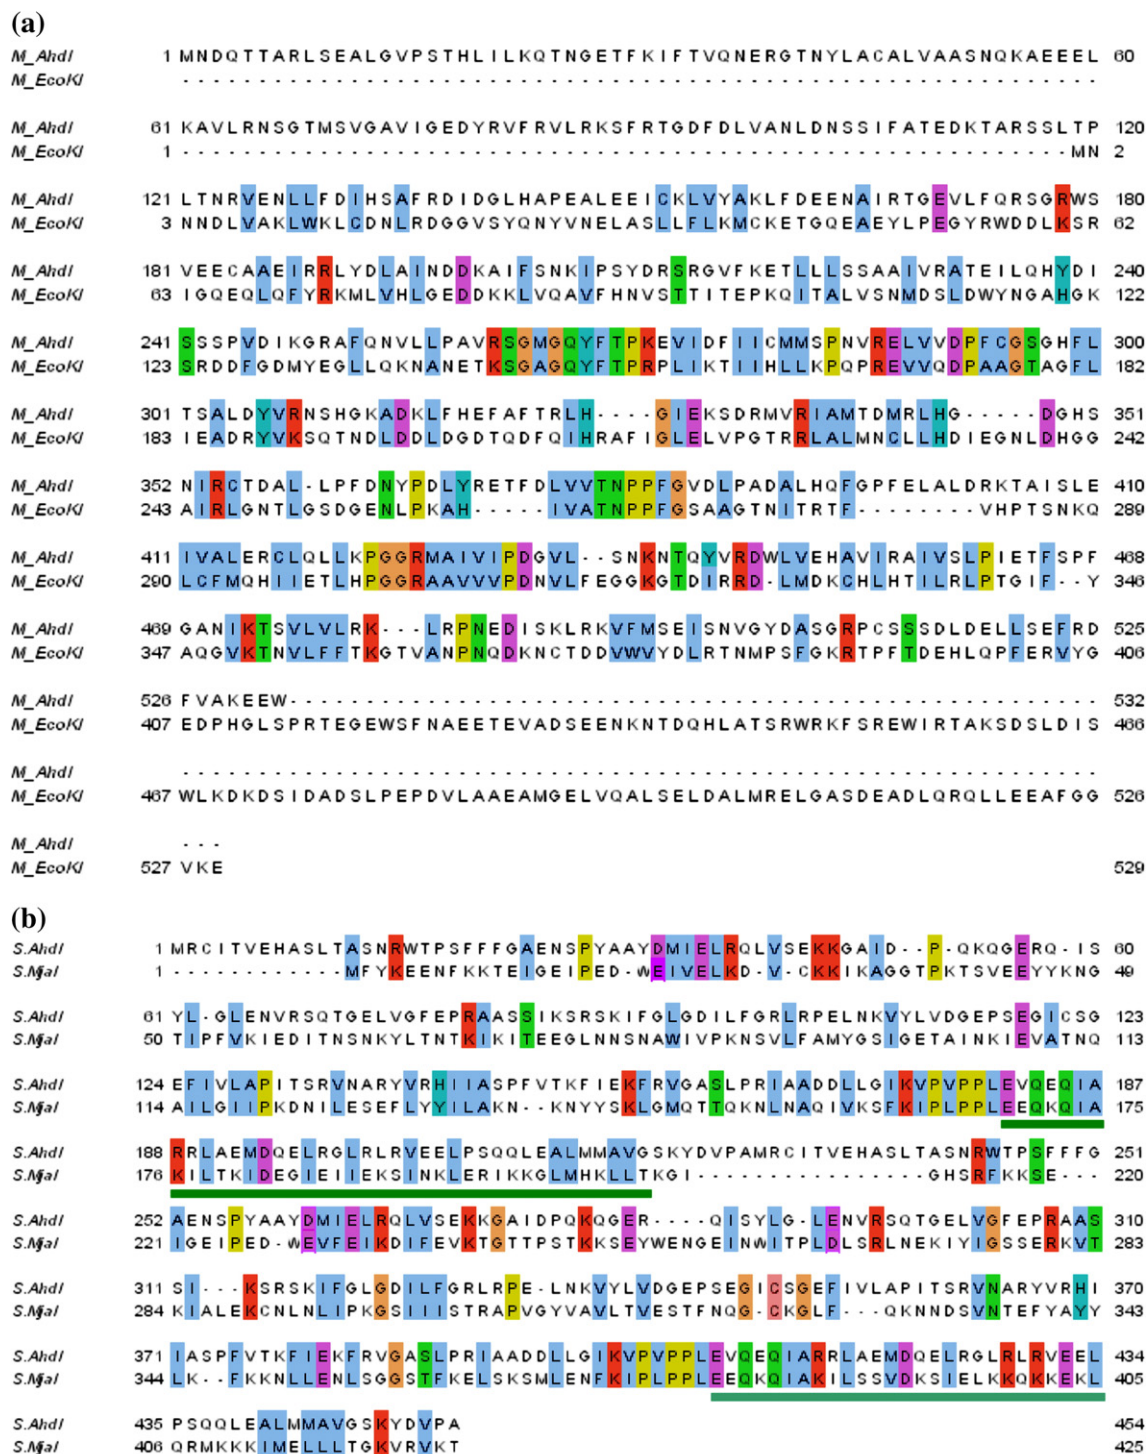 (a)
M_AhdI 1 MNDQTTARLSEALGVPSTHLILKQTNGETFKIFTVQNERGTNYLACALVAASNQKAEEEL 60
M_EcoKI ------------------------------------------------------------
M_AhdI 61 KAVLRNSGTMSVGAVIGEDYRVFRVLRKSFRTGDFDLVANLDNSSIFATEDKTARSSLTP 120
M_EcoKI 1 ----------------------------------------------------------MN 2
M_AhdI 121 LTNRVENLLFDIHSAFRDIDGLHAPEALEEICKLVYAKLFDEENAIRTGEVLFQRSGRWS 180
M_EcoKI 3 NNDLVAKLWKLCDNLRDGGVSYQNYVNELASLLFLKMCKETGQEAEYLPEGYRWDDLKSR 62
M_AhdI 181 VEECAAEIRRLYDLAINDDKAIFSNKIPSYDRSRGVFKETLLLSSAAIVRATEILQHYDI 240
M_EcoKI 63 IGQEQLQFYRKMLVHLGEDDKKLVQAVFHNVSTTITEPKQITALVSNMDSLDWYNGAHGK 122
M_AhdI 241 SSSPVDIKGRAFQNVLLPAVRSGMGQYFTPKEVIDFIICMMSPNVRELVVDPFCGSGHFL 300
M_EcoKI 123 SRDDFGDMYEGLLQKNANETKSGAGQYFTPRPLIKTIIHLLKPQPREVVQDPAAGTAGFL 182
M_AhdI 301 TSALDYVRNSHGKADKLFHEFAFTRLH----GIEKSDRMVRIAMTDMRLHG-----DGHS 351
M_EcoKI 183 IEADRYVKSQTNDLDDLDGDTQDFQIHRAFIGLELVPGTRRLALMNCLLHDIEGNLDHGG 242
M_AhdI 352 NIRCTDAL-LPFDNYPDLYRETFDLVVTNPPFGVDLPADALHQFGPFELALDRKTAISLE 410
M_EcoKI 243 AIRLGNTLGSDGENLPKAH-----IVATNPPFGSAAGTNITRTF--------VHPTSNKQ 289
M_AhdI 411 IVALERCLQLLKPGGRMAIVIPDGVL--SNKNTQYVRDWLVEHAVIRAIVSLPIETFSPF 468
M_EcoKI 290 LCFMQHIIETLHPGGRAAVVVPDNVLFEGGKGTDIRRD-LMDKCHLHTILRLPTGIF--Y 346
M_AhdI 469 GANIKTSVLVLRK---LRPNEDISKLRKVFMSEISNVGYDASGRPCSSSDLDELLSEFRD 525
M_EcoKI 347 AQGVKTNVLFFTKGTVANPNQDKNCTDDVWVYDLRTNMPSFGKRTPFTDEHLQPFERVYG 406
M_AhdI 526 FVAKEEW----------------------------------------------------- 532
M_EcoKI 407 EDPHGLSPRTEGEWSFNAEETEVADSEENKNTDQHLATSRWRKFSREWIRTAKSDSLDIS 466
M_AhdI ------------------------------------------------------------
M_EcoKI 467 WLKDKDSIDADSLPEPDVLAAEAMGELVQALSELDALMRELGASDEADLQRQLLEEAFGG 526
M_AhdI ---
M_EcoKI 527 VKE 529
(b)
S.AhdI 1 MRCITVEHASLTASNRWTPSFFFGAENSPYAAYDMIELRQLVSEKKGAID--P-QKQGERQ-IS 60
S.MjaI 1 ------------MFYKEENFKKTEIGEIPED-WEIVELKD-V-CKKIKAGGTPKTSVEEYYKNG 49
S.AhdI 61 YL-GLENVRSQTGELVGFEPRAASSIKSRSKIFGLGDILFGRLRPELNKVYLVDGEPSEGICSG 123
S.MjaI 50 TIPFVKIEDITNSNKYLTNTKIKITEEGLNNSNAWIVPKNSVLFAMYGSIGETAINKIEVATNQ 113
S.AhdI 124 EFIVLAPITSRVNARYVRHIIASPFVTKFIEKFRVGASLPRIAADDLLGIKVPVPPLEVQEQIA 187
S.MjaI 114 AILGIIPKDNILESEFLYYILAKN--KNYYSKLGMQTTQKNLNAQIVKSFKIPLPPLEEQKQIA 175
S.AhdI 188 RRLAEMDQELRGLRLRVEELPSQQLEALMMAVGSKYDVPAMRCITVEHASLTASNRWTPSFFFG 251
S.MjaI 176 KILTKIDEGIEIIEKSINKLERIKKGLMHKLLTKGI---------------GHSRFKKSE---- 220
S.AhdI 252 AENSPYAAYDMIELRQLVSEKKGAIDPQKQGER----QISYLG-LENVRSQTGELVGFEPRAAS 310
S.MjaI 221 IGEIPED-WEVFEIKDIFEVKTGTTPSTKKSEYWENGEINWITPLDLSRLNEKIYIGSSERKVT 283
S.AhdI 311 SI---KSRSKIFGLGDILFGRLRPE-LNKVYLVDGEPSEGICSGEFIVLAPITSRVNARYVRHI 370
S.MjaI 284 KIALEKCNLNLIPKGSIIISTRAPVGYVAVLTVESTFNQG-CKGLF---QKNNDSVNTEFYAYY 343
S.AhdI 371 IASPFVTKFIEKFRVGASLPRIAADDLLGIKVPVPPLEVQEQIARRLAEMDQELRGLRLRVEEL 434
S.MjaI 344 LK--FKKNLLENLSGGSTFKELSKSMLENFKIPLPPLEEQKQIAKILSSVDKSIELKKQKKEKL 405
S.AhdI 435 PSQQLEALMMAVGSKYDVPA 454
S.MjaI 406 QRMKKKIMELLLTGKVRVKT 425